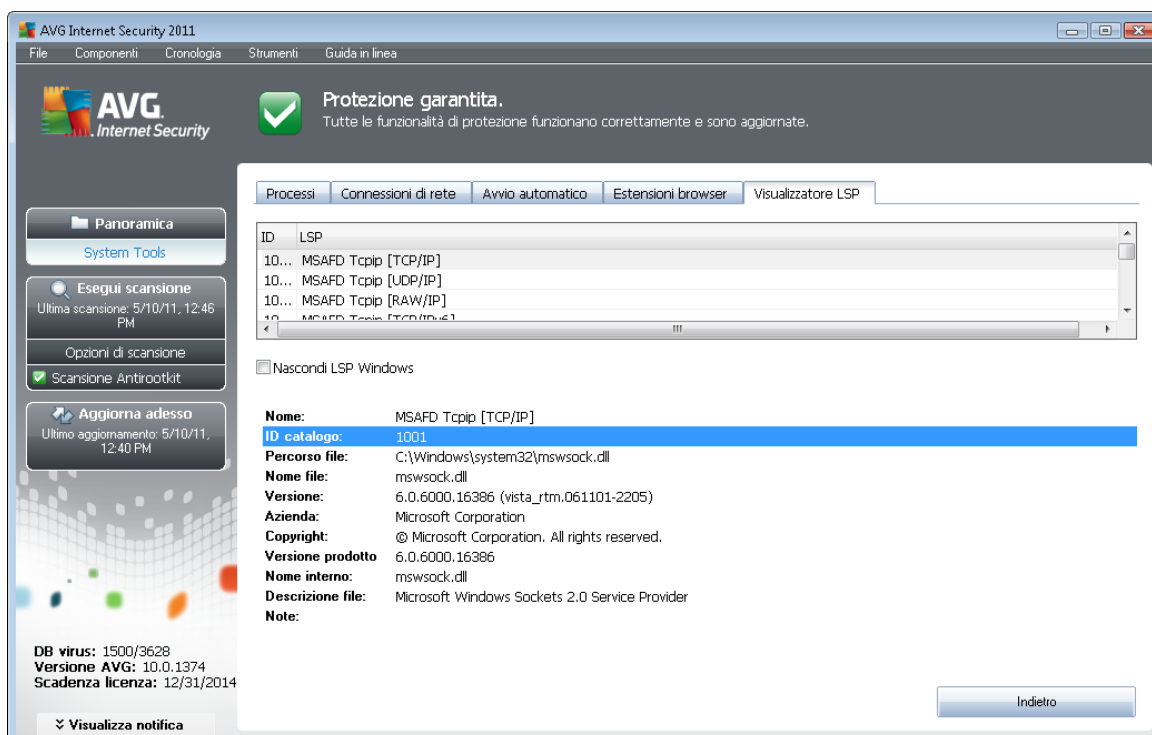 AVG Internet Security 2011
File Componenti Cronologia Strumenti Guida in linea
AVG.
Internet Security
Protezione garantita.
Tutte le funzionalità di protezione funzionano correttamente e sono aggiornate.
Panoramica
System Tools
Esegui scansione
Ultima scansione: 5/10/11, 12:46
PM
Opzioni di scansione
Scansione Antirootkit
Aggiorna adesso
Ultimo aggiornamento: 5/10/11,
12:40 PM
DB virus: 1500/3628
Versione AVG: 10.0.1374
Scadenza licenza: 12/31/2014
Visualizza notifica
Processi Connessioni di rete Avvio automatico Estensioni browser Visualizzatore LSP
ID LSP
10... MSAFD Tcpip [TCP/IP]
10... MSAFD Tcpip [UDP/IP]
10... MSAFD Tcpip [RAW/IP]
10... MSAFD Tcpip [TCP/IPv6]
Nascondi LSP Windows
Nome: MSAFD Tcpip [TCP/IP]
ID catalogo: 1001
Percorso file: C:\Windows\system32\mswsock.dll
Nome file: mswsock.dll
Versione: 6.0.6000.16386 (vista_rtm.061101-2205)
Azienda: Microsoft Corporation
Copyright: © Microsoft Corporation. All rights reserved.
Versione prodotto 6.0.6000.16386
Nome interno: mswsock.dll
Descrizione file: Microsoft Windows Sockets 2.0 Service Provider
Note:
Indietro